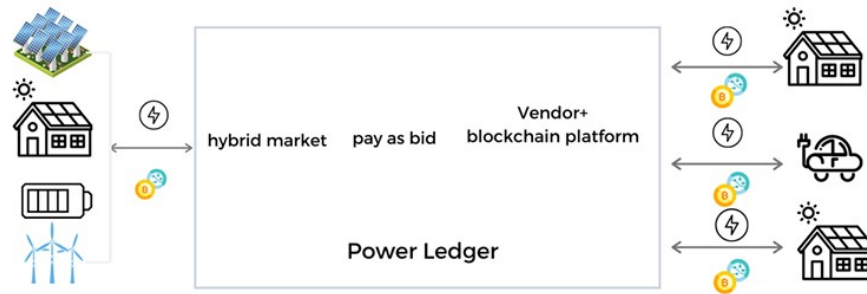 hybrid market
pay as bid
Vendor+
blockchain platform
Power Ledger